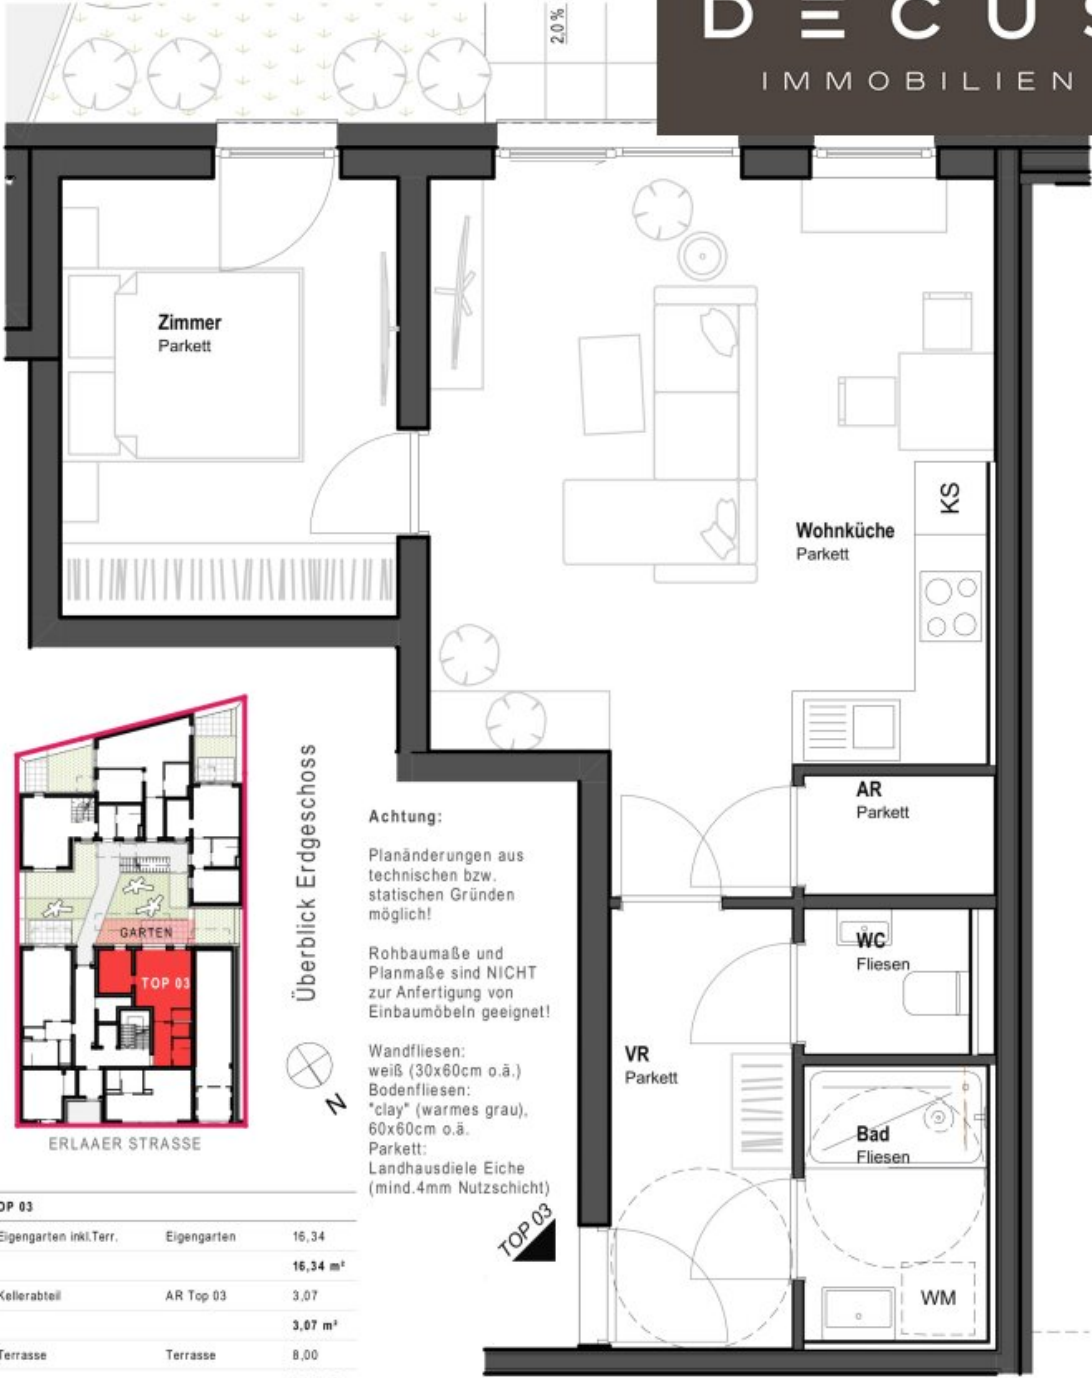 DECUS
IMMOBILIEN
2,0 %
Zimmer
Parkett
KS
Wohnküche
Parkett
AR
Parkett
WC
Fliesen
VR
Parkett
Bad
Fliesen
WM
TOP 03
Überblick Erdgeschoss
GARTEN
TOP 03
N
ERLAAER STRASSE
Achtung:
Planänderungen aus
technischen bzw.
statischen Gründen
möglich!
Rohbaumaße und
Planmaße sind NICHT
zur Anfertigung von
Einbaumöbeln geeignet!
Wandfliesen:
weiß (30x60cm o.ä.)
Bodenfliesen:
"clay" (warmes grau),
60x60cm o.ä.
Parkett:
Landhausdiele Eiche
(mind.4mm Nutzschicht)
OP 03
Eigengarten inkl.Terr. Eigengarten 16,34
16,34 m²
Kellerabteil AR Top 03 3,07
3,07 m²
Terrasse Terrasse 8,00